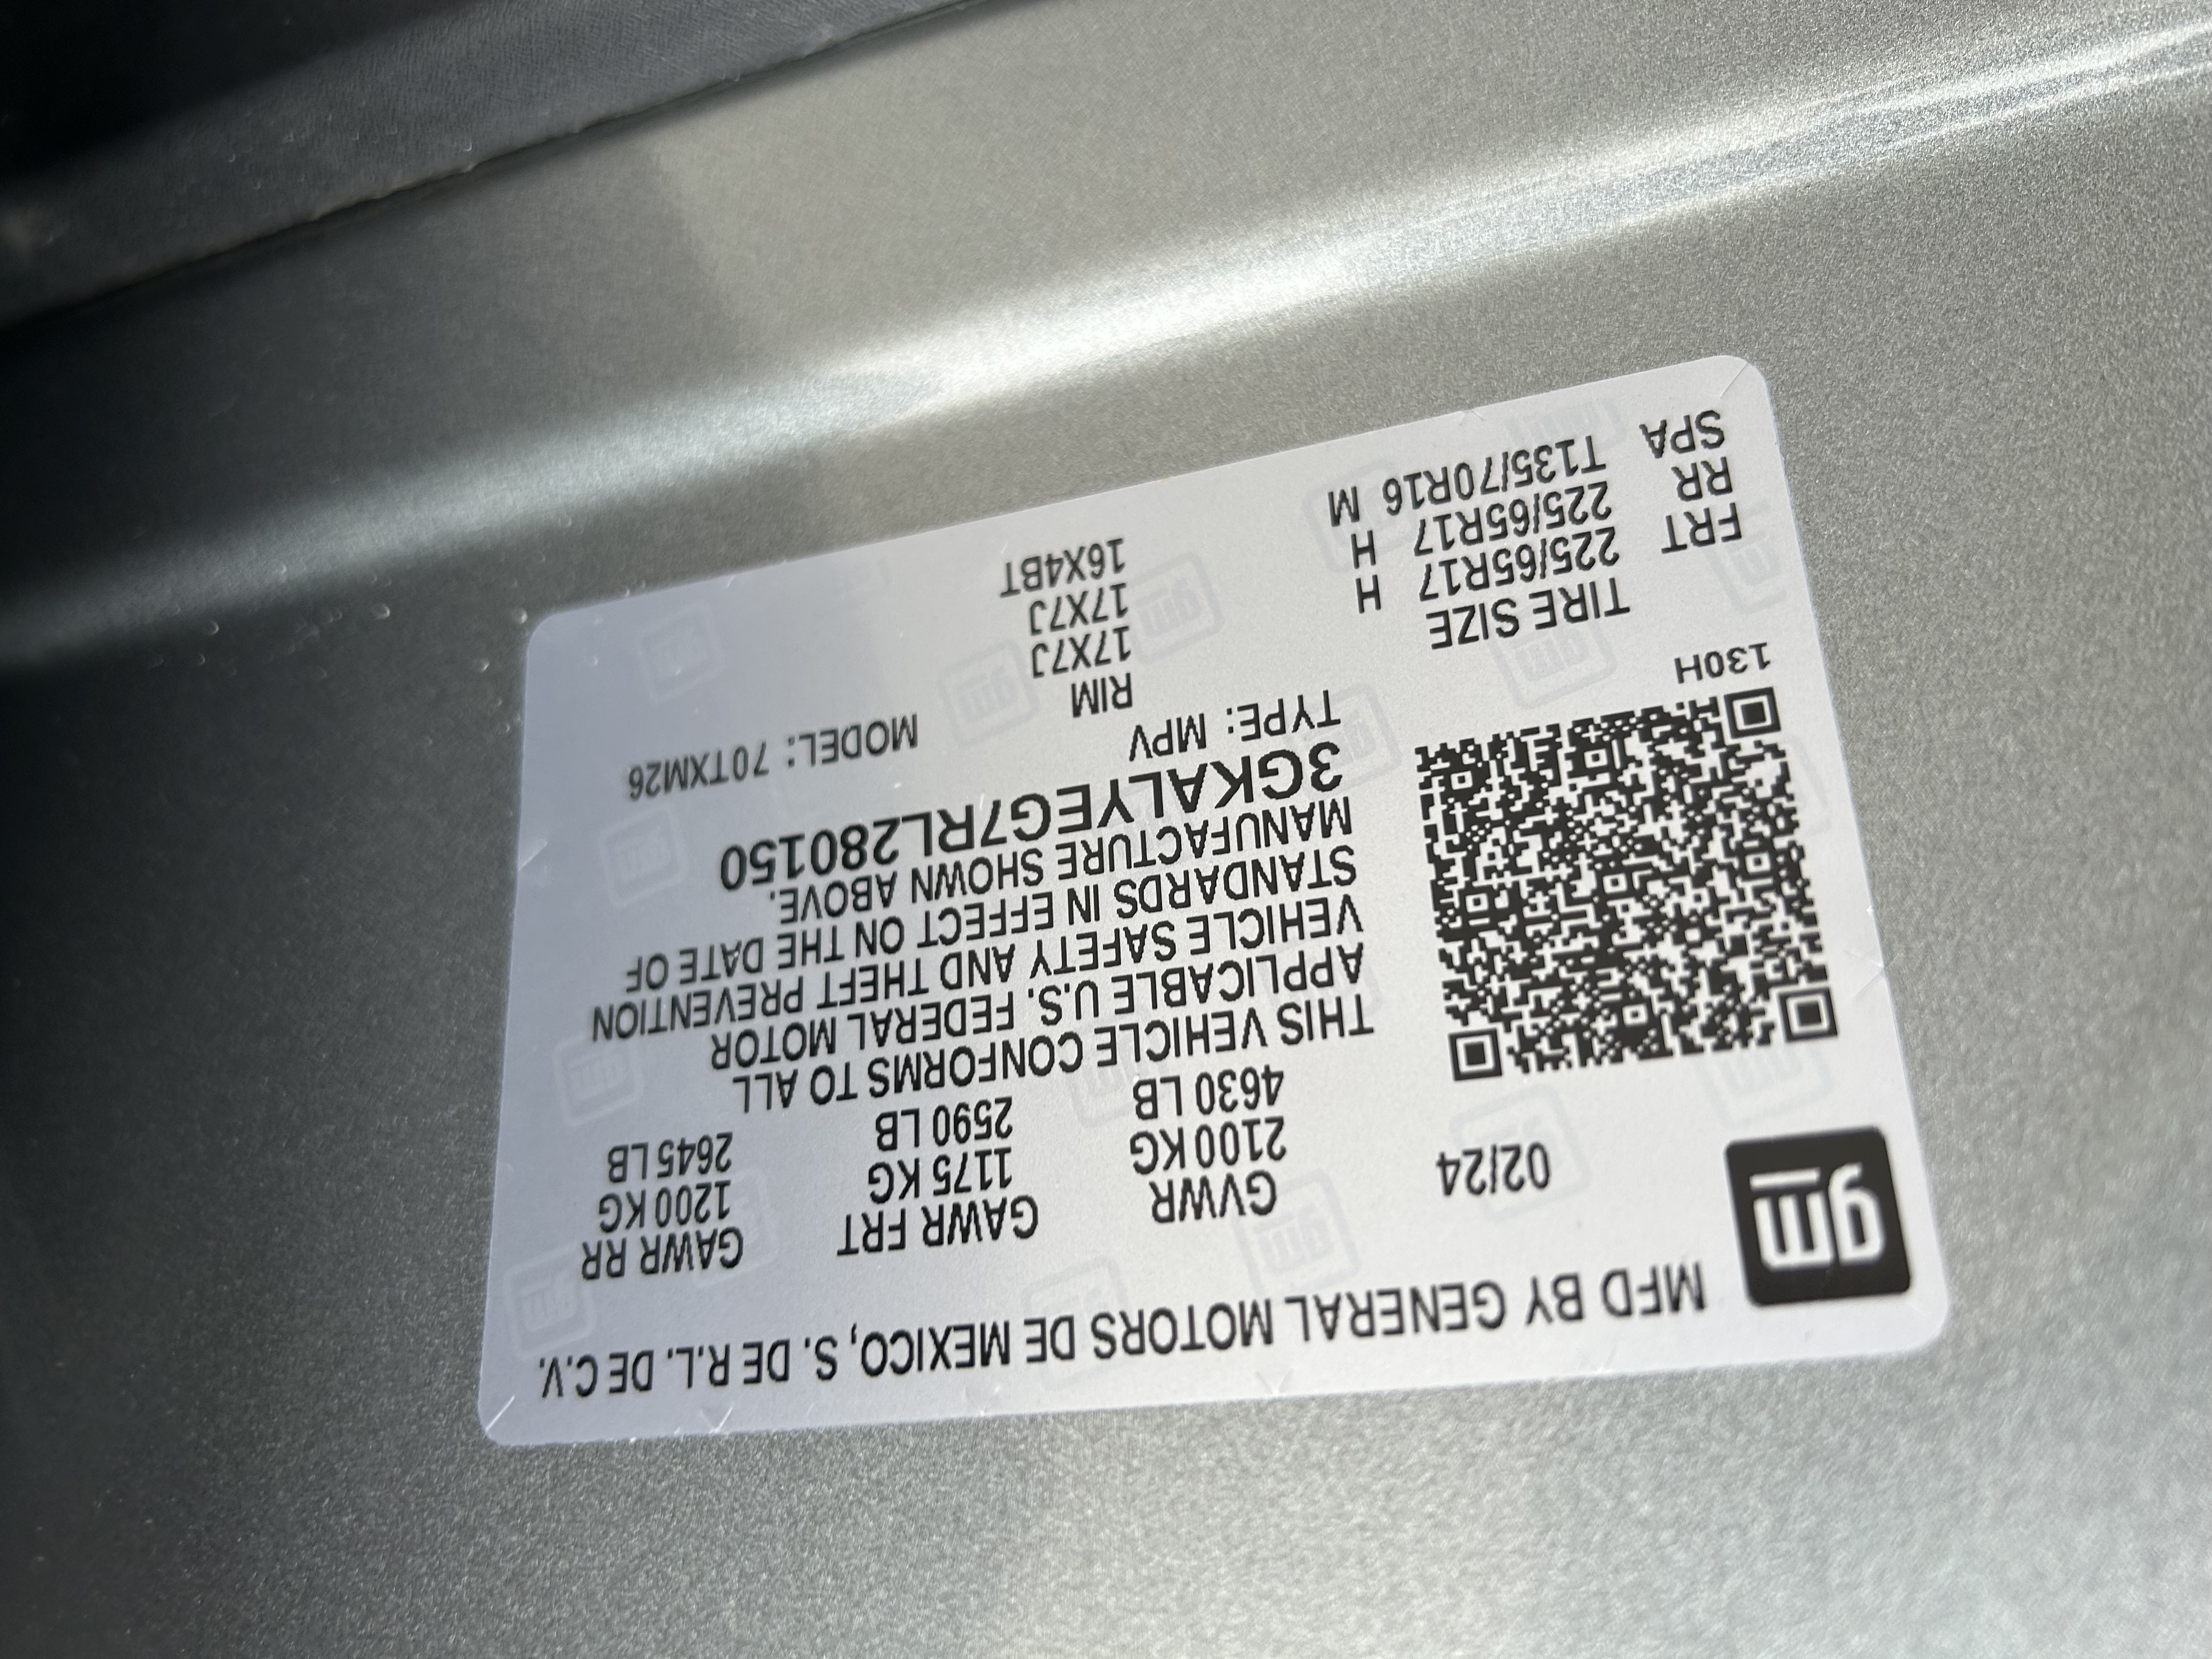 gm MFD BY GENERAL MOTORS DE MEXICO, S. DE R.L. DE C.V.
02/24 GVWR GAWR FRT GAWR RR
2100 KG 1175 KG 1200 KG
4630 LB 2590 LB 2645 LB
THIS VEHICLE CONFORMS TO ALL
APPLICABLE U.S. FEDERAL MOTOR
VEHICLE SAFETY AND THEFT PREVENTION
STANDARDS IN EFFECT ON THE DATE OF
MANUFACTURE SHOWN ABOVE.
3GKALYEG7RL280150
TYPE: MPV MODEL: 70TXM26
130H
TIRE SIZE RIM
FRT 225/65R17 H 17X7J
RR 225/65R17 H 17X7J
SPA T135/70R16 M 16X4BT